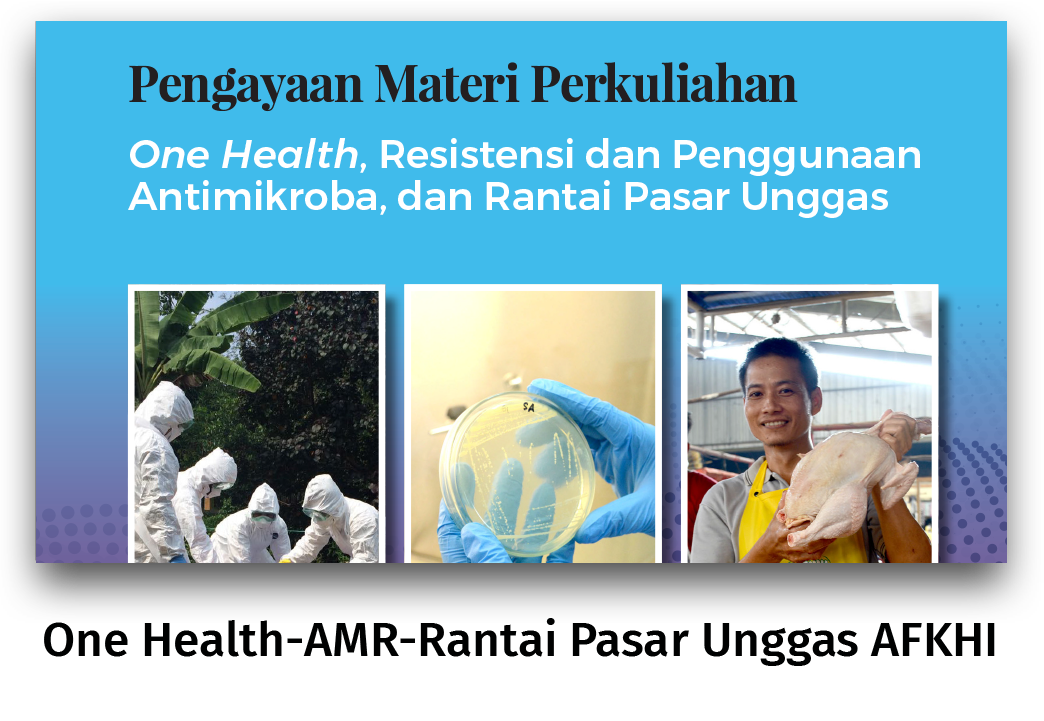 Pengayaan Materi Perkuliahan
One Health, Resistensi dan Penggunaan
Antimikroba, dan Rantai Pasar Unggas
SA
One Health-AMR-Rantai Pasar Unggas AFKHI